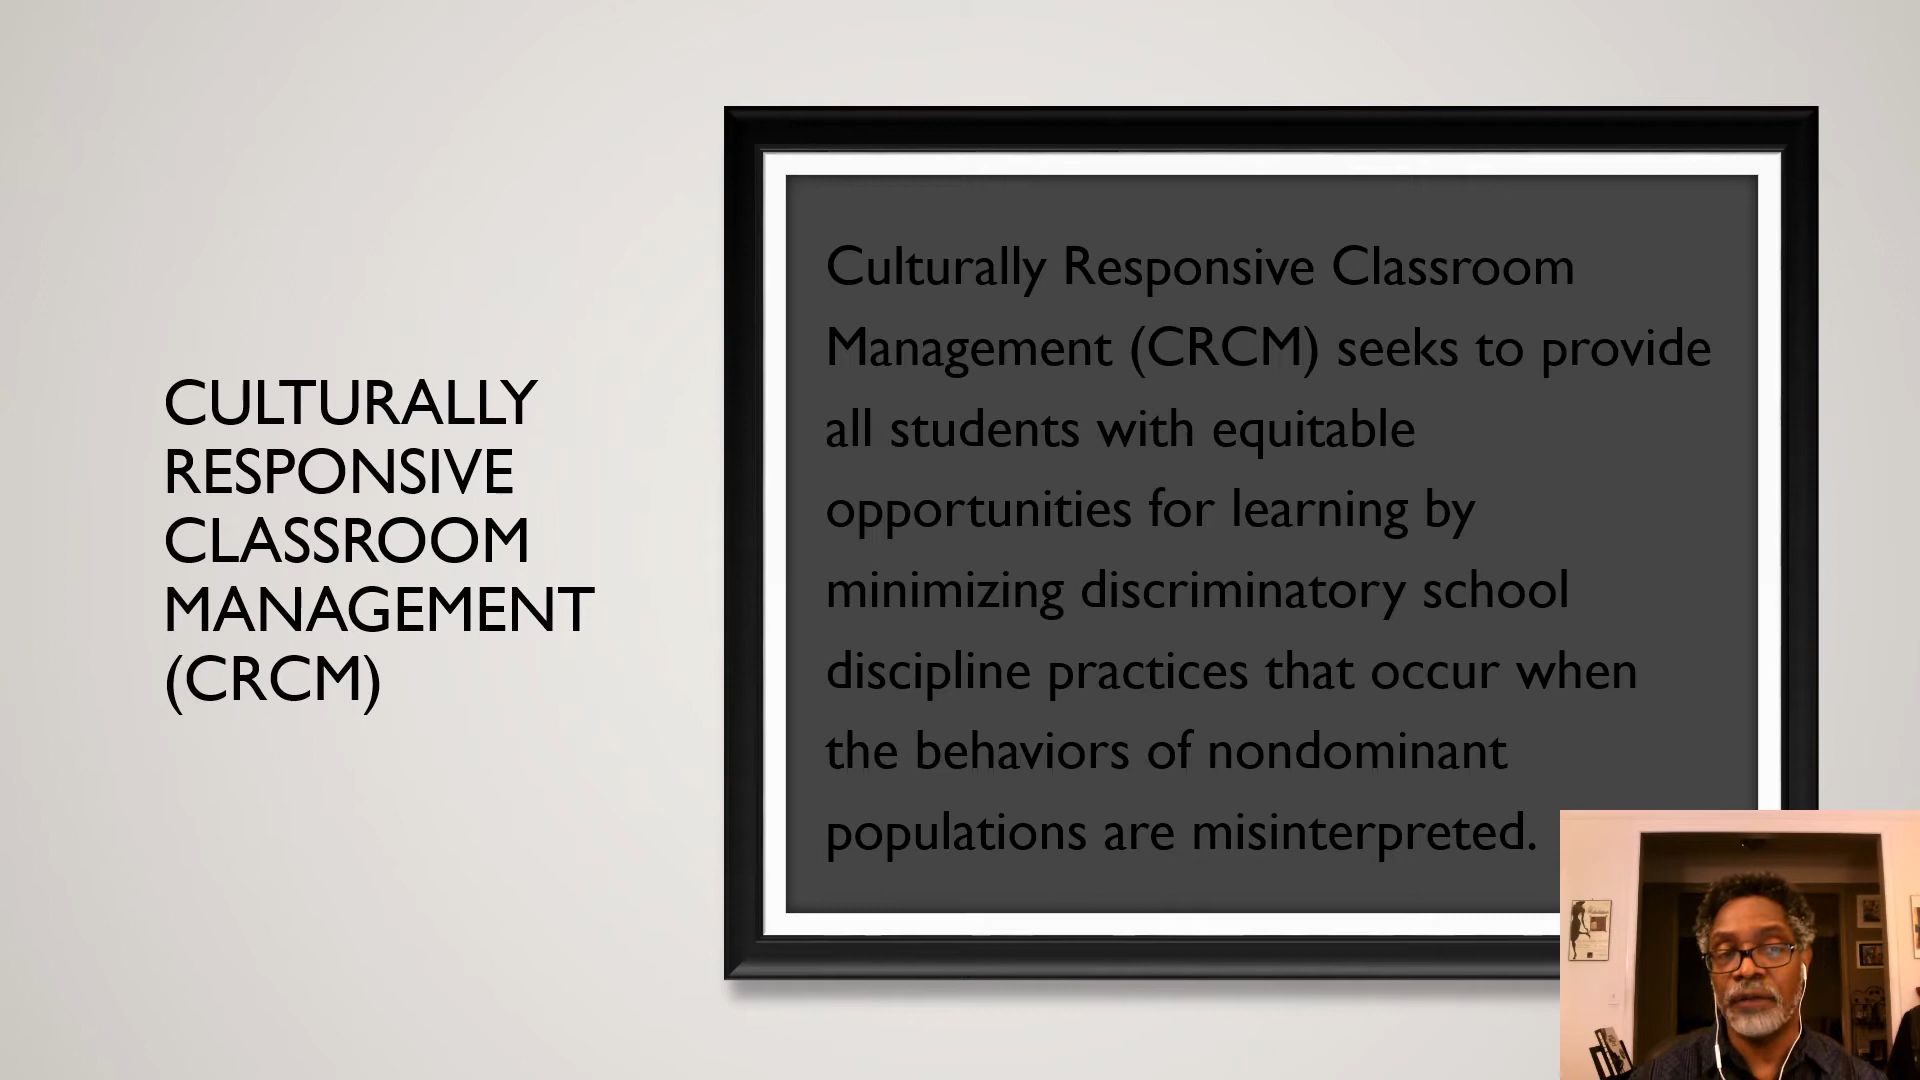 CULTURALLY
RESPONSIVE
CLASSROOM
MANAGEMENT
(CRCM)
Culturally Responsive Classroom
Management (CRCM) seeks to provide
all students with equitable
opportunities for learning by
minimizing discriminatory school
discipline practices that occur when
the behaviors of nondominant
populations are misinterpreted.